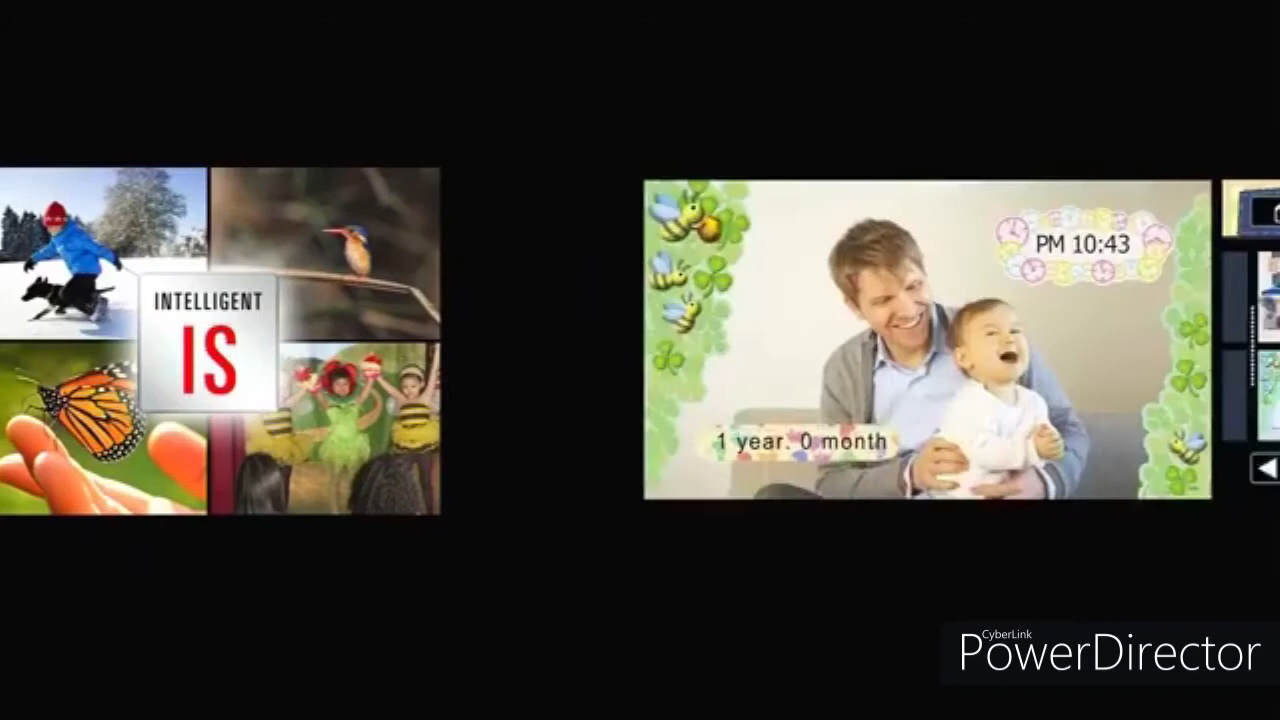 INTELLIGENT
IS
PM 10:43
1 year. 0 month
CyberLink
PowerDirector